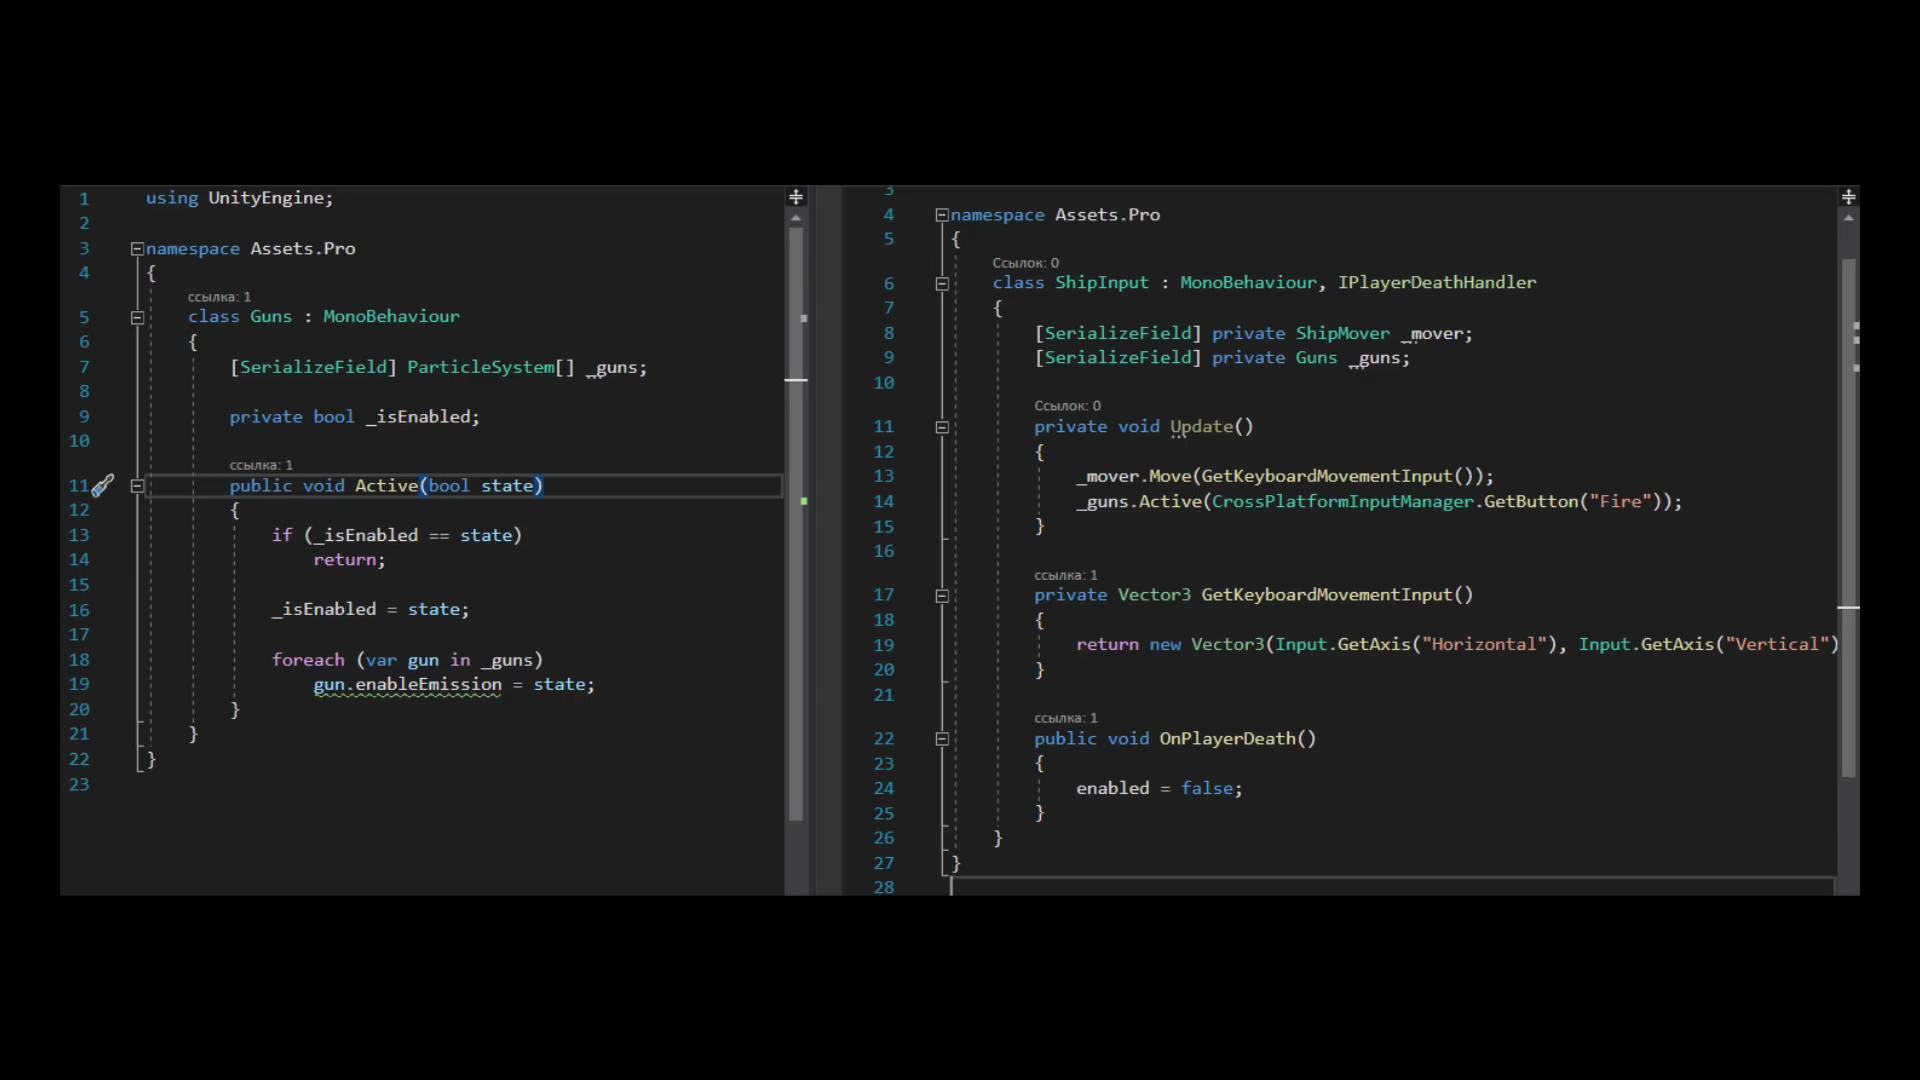 1 using UnityEngine;
2
3 namespace Assets.Pro
4 {
ссылка: 1
5 class Guns : MonoBehaviour
6 {
7 [SerializeField] ParticleSystem[] _guns;
8
9 private bool _isEnabled;
10
ссылка: 1
11 public void Active(bool state)
12 {
13 if (_isEnabled == state)
14 return;
15
16 _isEnabled = state;
17
18 foreach (var gun in _guns)
19 gun.enableEmission = state;
20 }
21 }
22 }
23
3
4 namespace Assets.Pro
5 {
Ссылок: 0
6 class ShipInput : MonoBehaviour, IPlayerDeathHandler
7 {
8 [SerializeField] private ShipMover _mover;
9 [SerializeField] private Guns _guns;
10
Ссылок: 0
11 private void Update()
12 {
13 _mover.Move(GetKeyboardMovementInput());
14 _guns.Active(CrossPlatformInputManager.GetButton("Fire"));
15 }
16
ссылка: 1
17 private Vector3 GetKeyboardMovementInput()
18 {
19 return new Vector3(Input.GetAxis("Horizontal"), Input.GetAxis("Vertical")
20 }
21
ссылка: 1
22 public void OnPlayerDeath()
23 {
24 enabled = false;
25 }
26 }
27 }
28